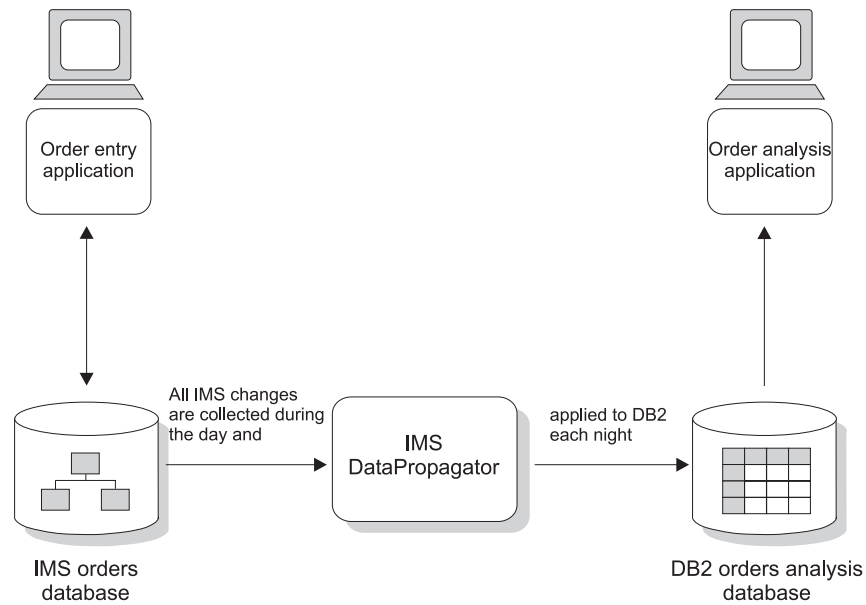 Order entry
application
Order analysis
application
All IMS changes
are collected during
the day and
IMS
DataPropagator
applied to DB2
each night
IMS orders
database
DB2 orders analysis
database